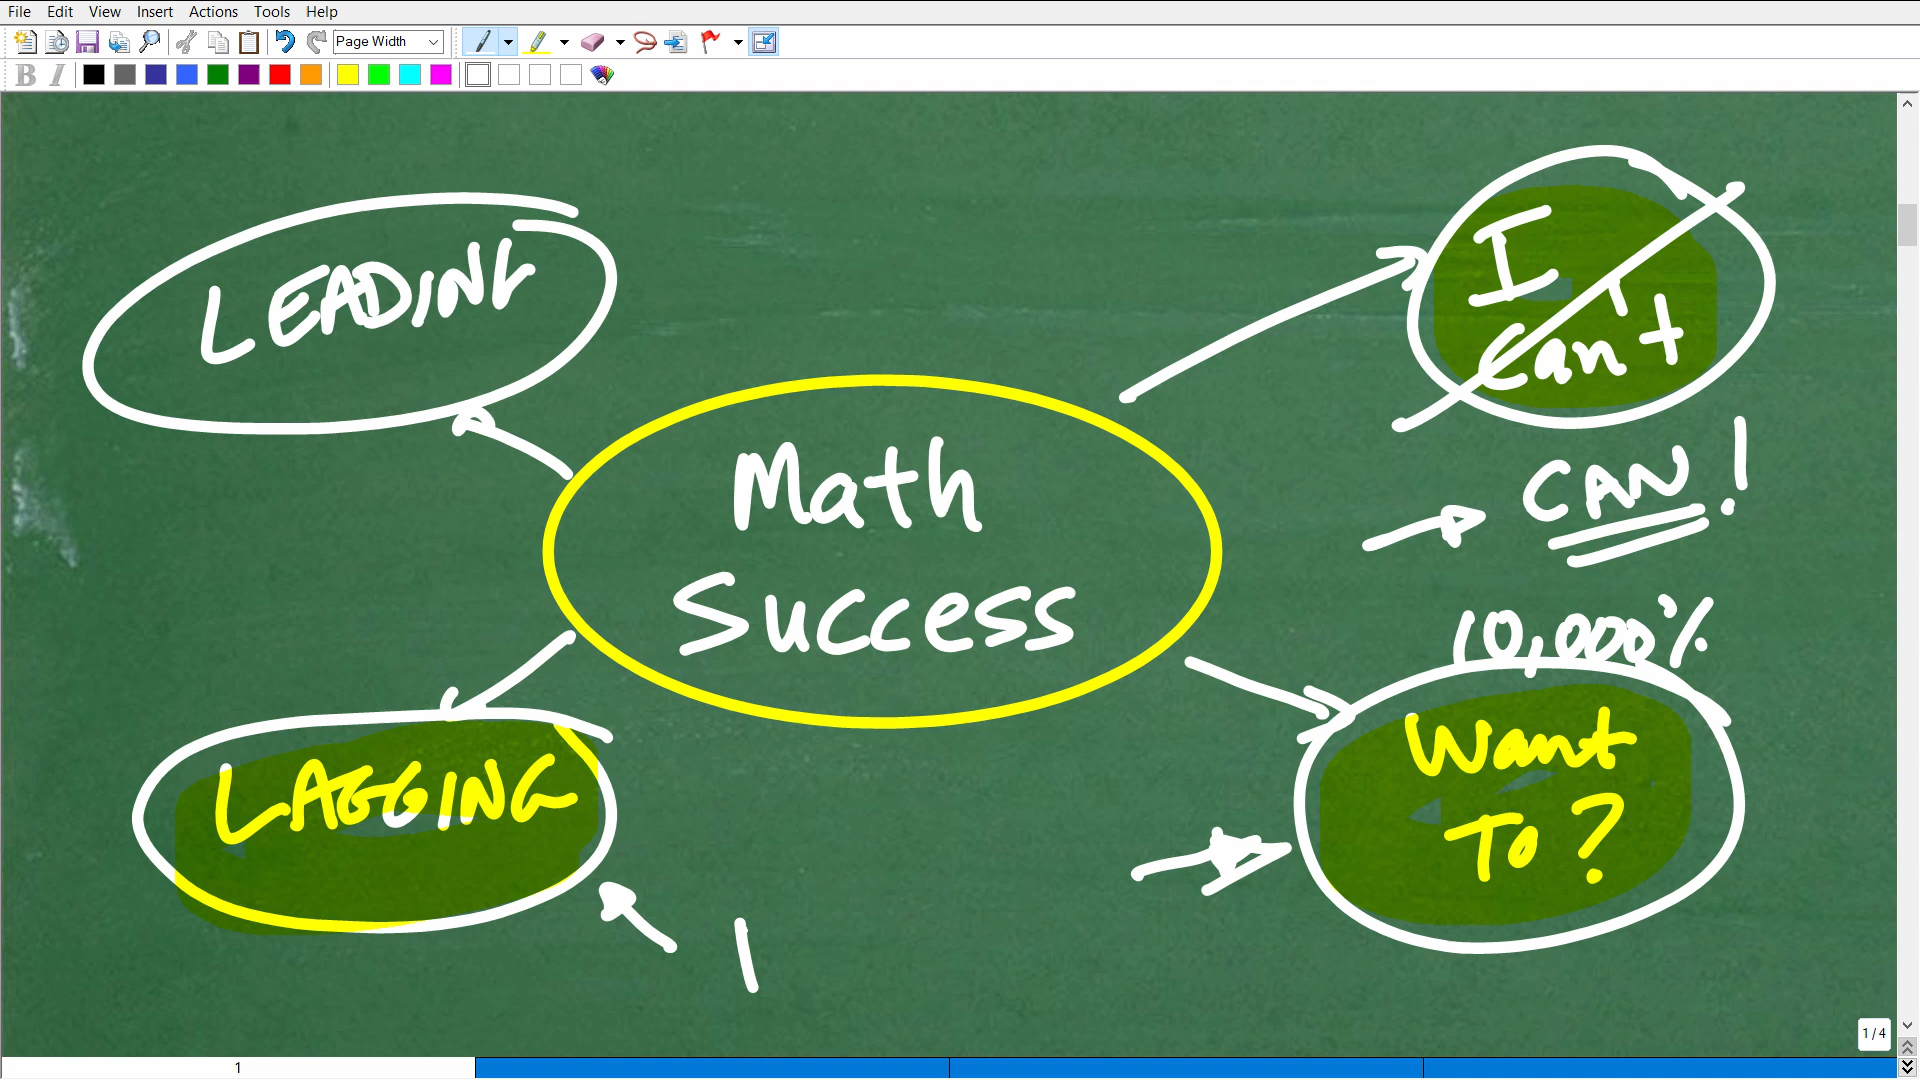 File Edit View Insert Actions Tools Help
Page Width
B I
LEADING
I
Can't
Math
Success
CAN!
10,000%
LAGGING
Want
To?
1
1 / 4
1